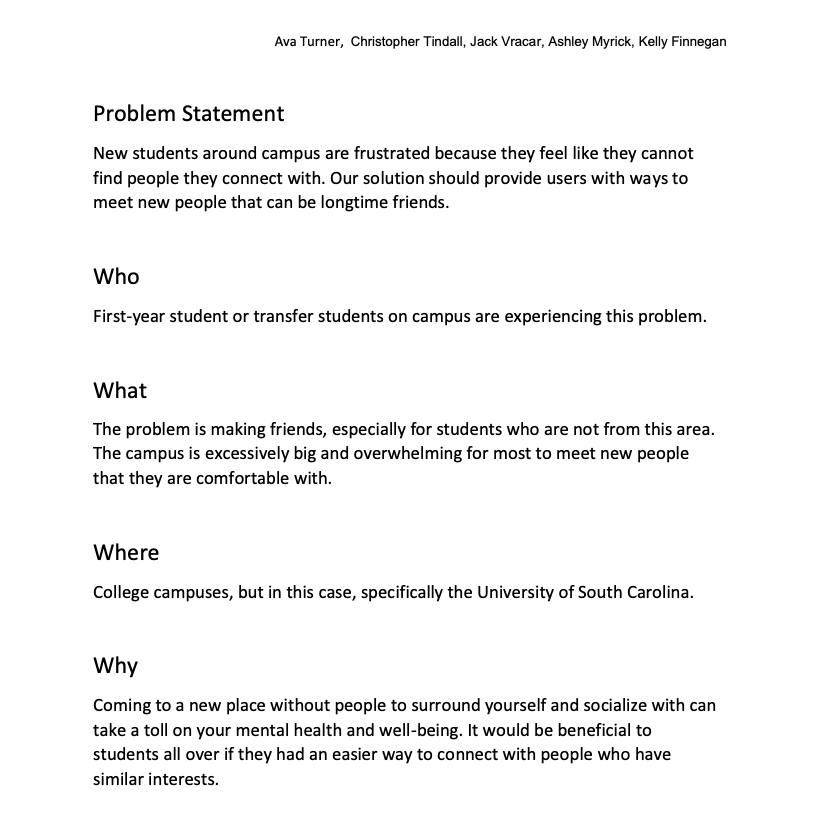 Ava Turner,  Christopher Tindall, Jack Vracar, Ashley Myrick, Kelly Finnegan
Problem Statement
New students around campus are frustrated because they feel like they cannot
find people they connect with. Our solution should provide users with ways to
meet new people that can be longtime friends.
Who
First-year student or transfer students on campus are experiencing this problem.
What
The problem is making friends, especially for students who are not from this area.
The campus is excessively big and overwhelming for most to meet new people
that they are comfortable with.
Where
College campuses, but in this case, specifically the University of South Carolina.
Why
Coming to a new place without people to surround yourself and socialize with can
take a toll on your mental health and well-being. It would be beneficial to
students all over if they had an easier way to connect with people who have
similar interests.